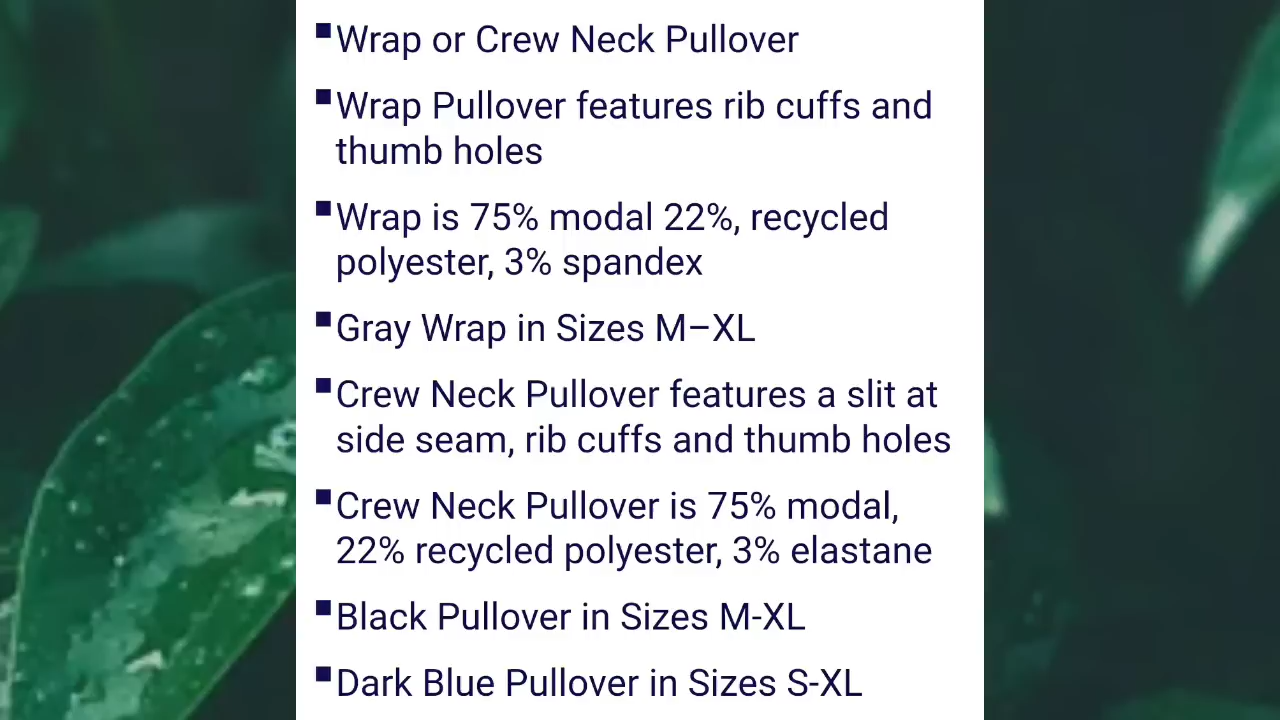 ▪Wrap or Crew Neck Pullover
▪Wrap Pullover features rib cuffs and
thumb holes
▪Wrap is 75% modal 22%, recycled
polyester, 3% spandex
▪Gray Wrap in Sizes M–XL
▪Crew Neck Pullover features a slit at
side seam, rib cuffs and thumb holes
▪Crew Neck Pullover is 75% modal,
22% recycled polyester, 3% elastane
▪Black Pullover in Sizes M-XL
▪Dark Blue Pullover in Sizes S-XL